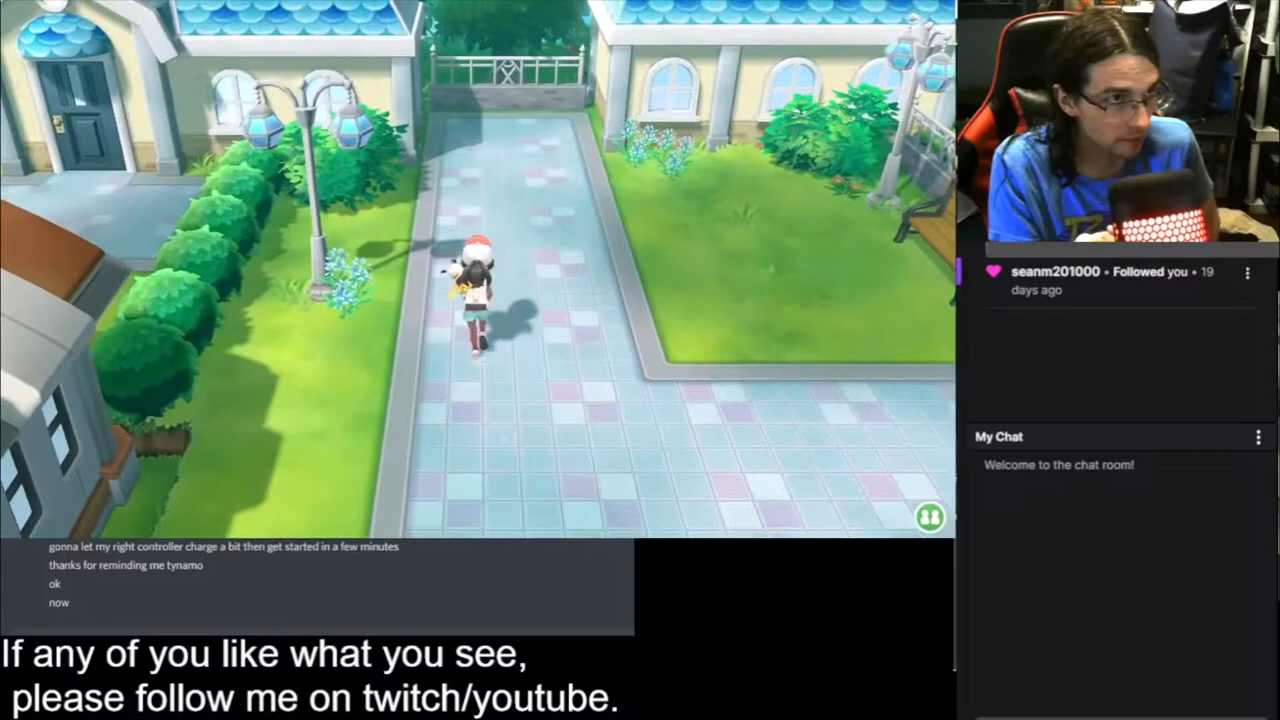 seanm201000 • Followed you • 19
days ago
My Chat
Welcome to the chat room!
gonna let my right controller charge a bit then get started in a few minutes
thanks for reminding me tynamo
ok
now
If any of you like what you see,
please follow me on twitch/youtube.